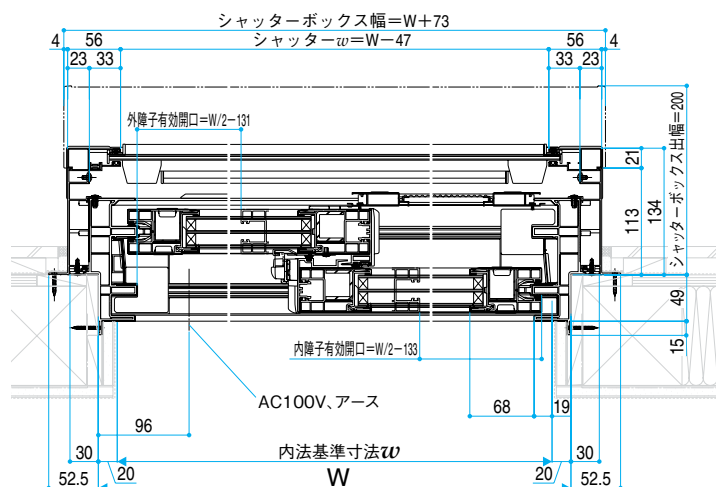 シャッターボックス幅＝W＋73
4 56 シャッターw＝W−47 56 4
23 33 33 23
外障子有効開口＝W/2−131
シャッターボックス出幅＝200
21
113
134
49
15
内障子有効開口＝W/2−133
AC100V、アース
68 19
96
30 内法基準寸法w 30
20 20
52.5 W 52.5